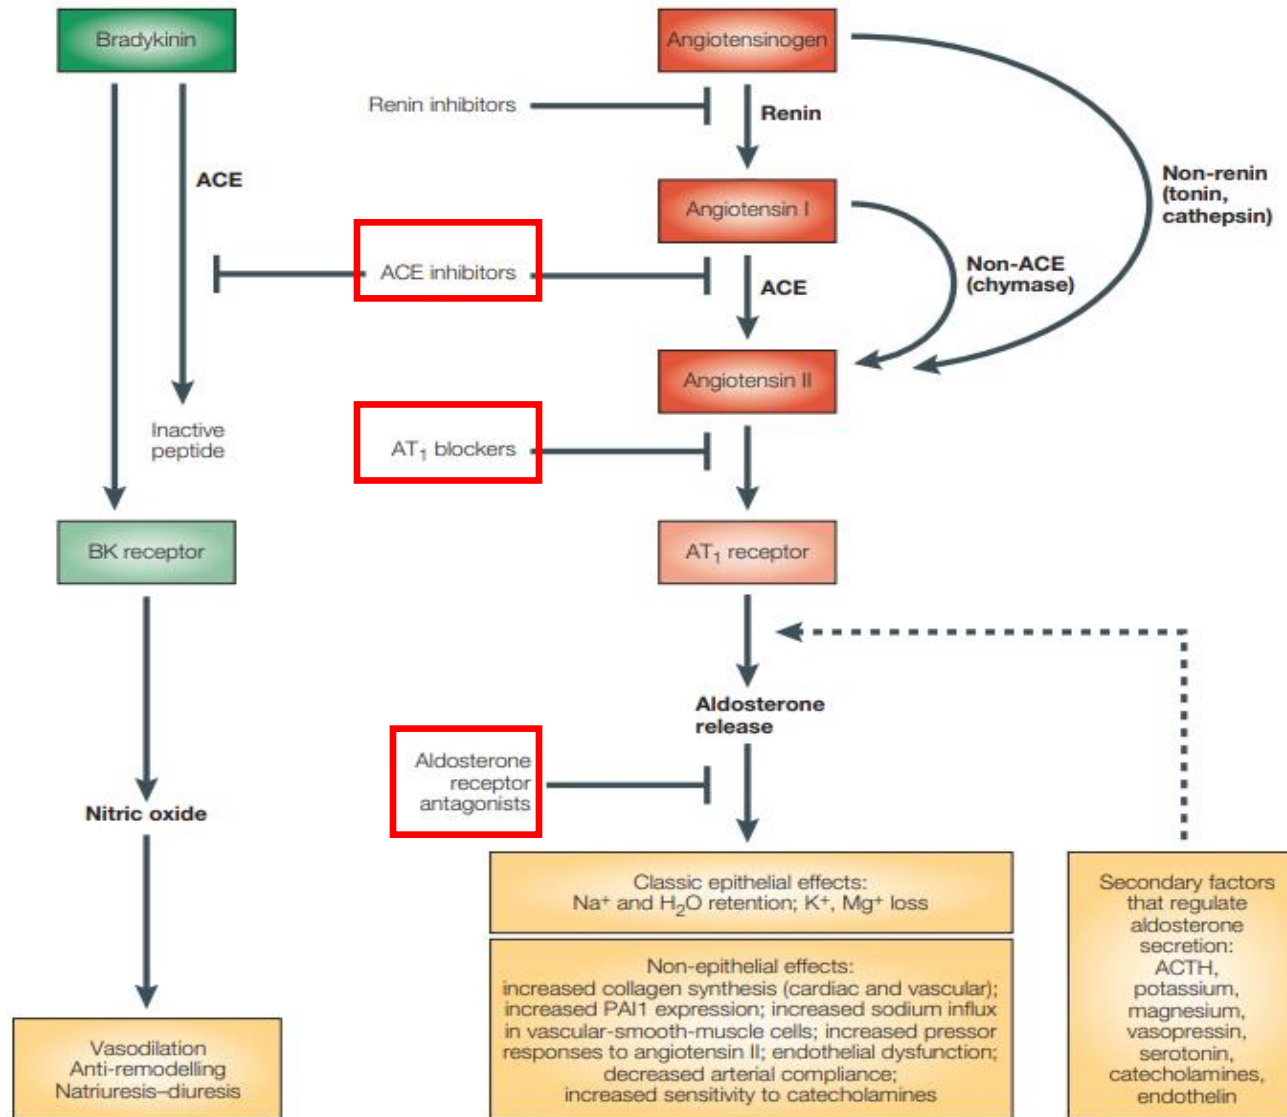 Bradykinin
Angiotensinogen
Renin inhibitors
Renin
ACE
Non-renin
(tonin,
cathepsin)
Angiotensin I
ACE inhibitors
ACE
Non-ACE
(chymase)
Angiotensin II
Inactive
peptide
AT1 blockers
BK receptor
AT1 receptor
Aldosterone
release
Nitric oxide
Aldosterone
receptor
antagonists
Classic epithelial effects:
Na+ and H2O retention; K+, Mg+ loss
Non-epithelial effects:
increased collagen synthesis (cardiac and vascular);
increased PAI1 expression; increased sodium influx
in vascular-smooth-muscle cells; increased pressor
responses to angiotensin II; endothelial dysfunction;
decreased arterial compliance;
increased sensitivity to catecholamines
Secondary factors
that regulate
aldosterone
secretion:
ACTH,
potassium,
magnesium,
vasopressin,
serotonin,
catecholamines,
endothelin
Vasodilation
Anti-remodelling
Natriuresis–diuresis